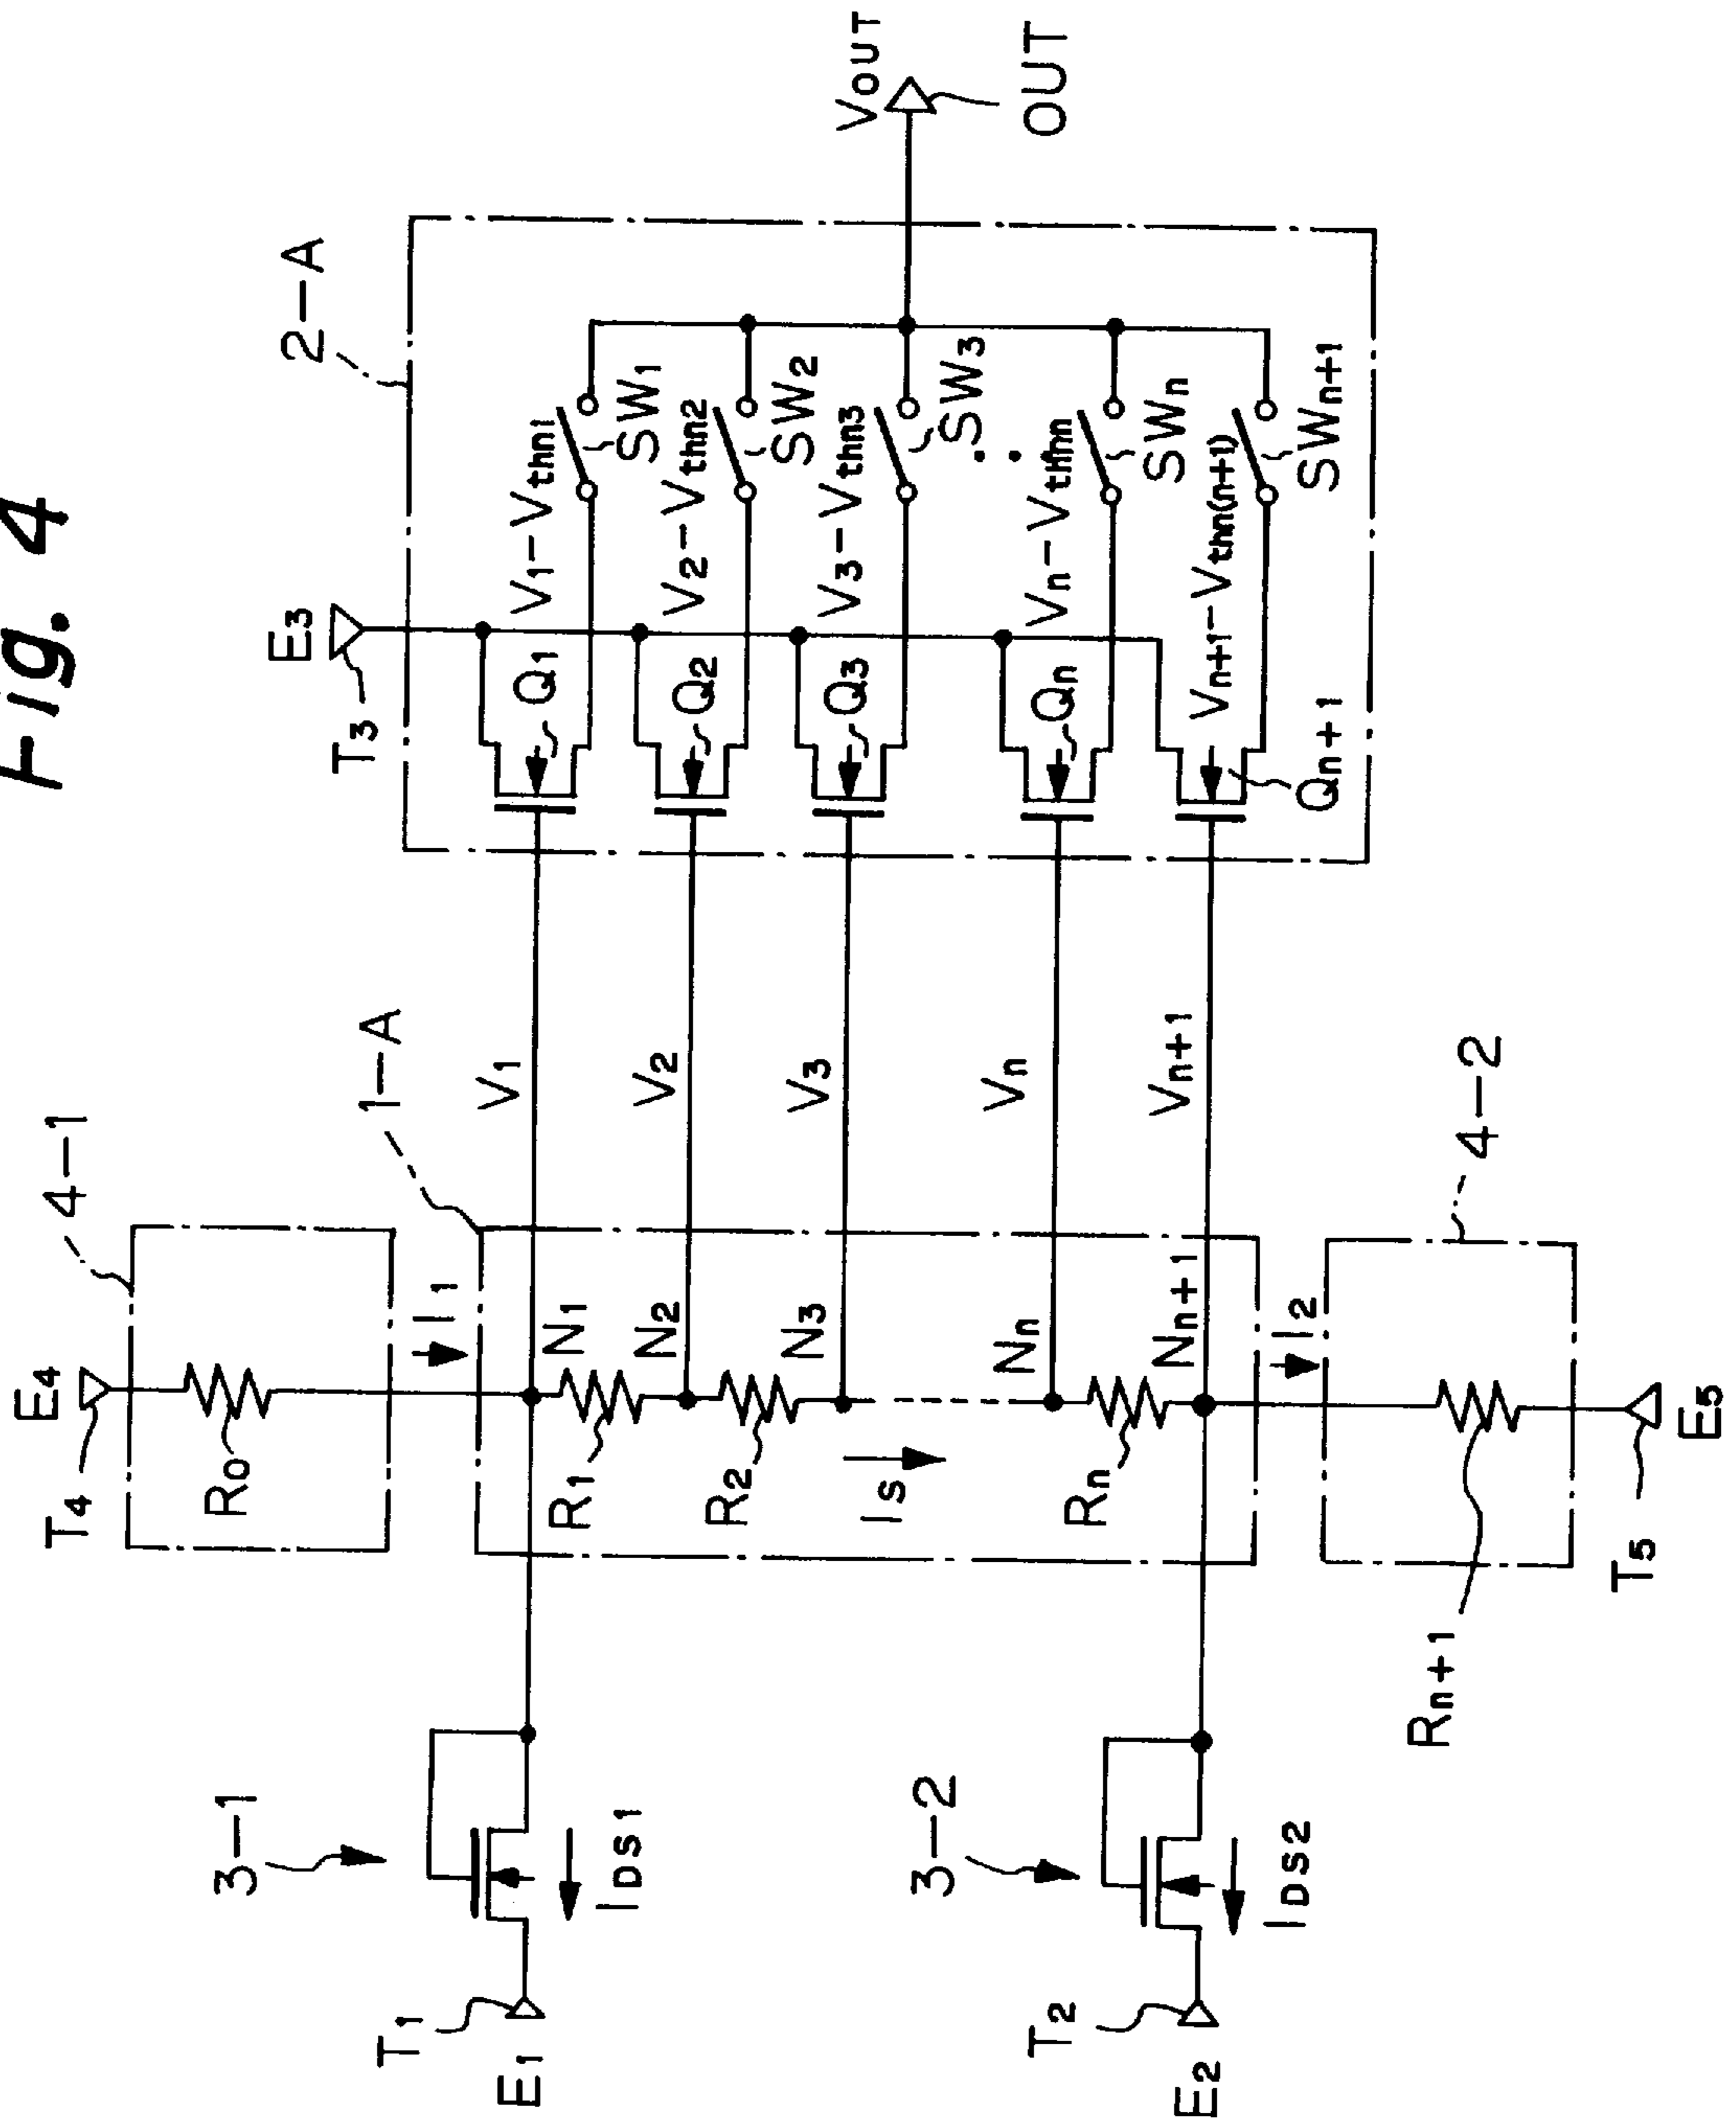 Fig. 4
E4
T4
4-1
R0
I1
1-A
E3
T3
2-A
3-1
T1
E1
IDS1
N1
R1
N2
R2
N3
IS
Nn
Rn
Nn+1
V1
V2
V3
Vn
Vn+1
Q1
Q2
Q3
Qn
Qn+1
V1-Vthn1
V2-Vthn2
V3-Vthn3
Vn-Vthnn
Vn+1-Vthn(n+1)
SW1
SW2
SW3
SWn
SWn+1
VOUT
OUT
3-2
T2
E2
IDS2
I2
4-2
Rn+1
T5
E5